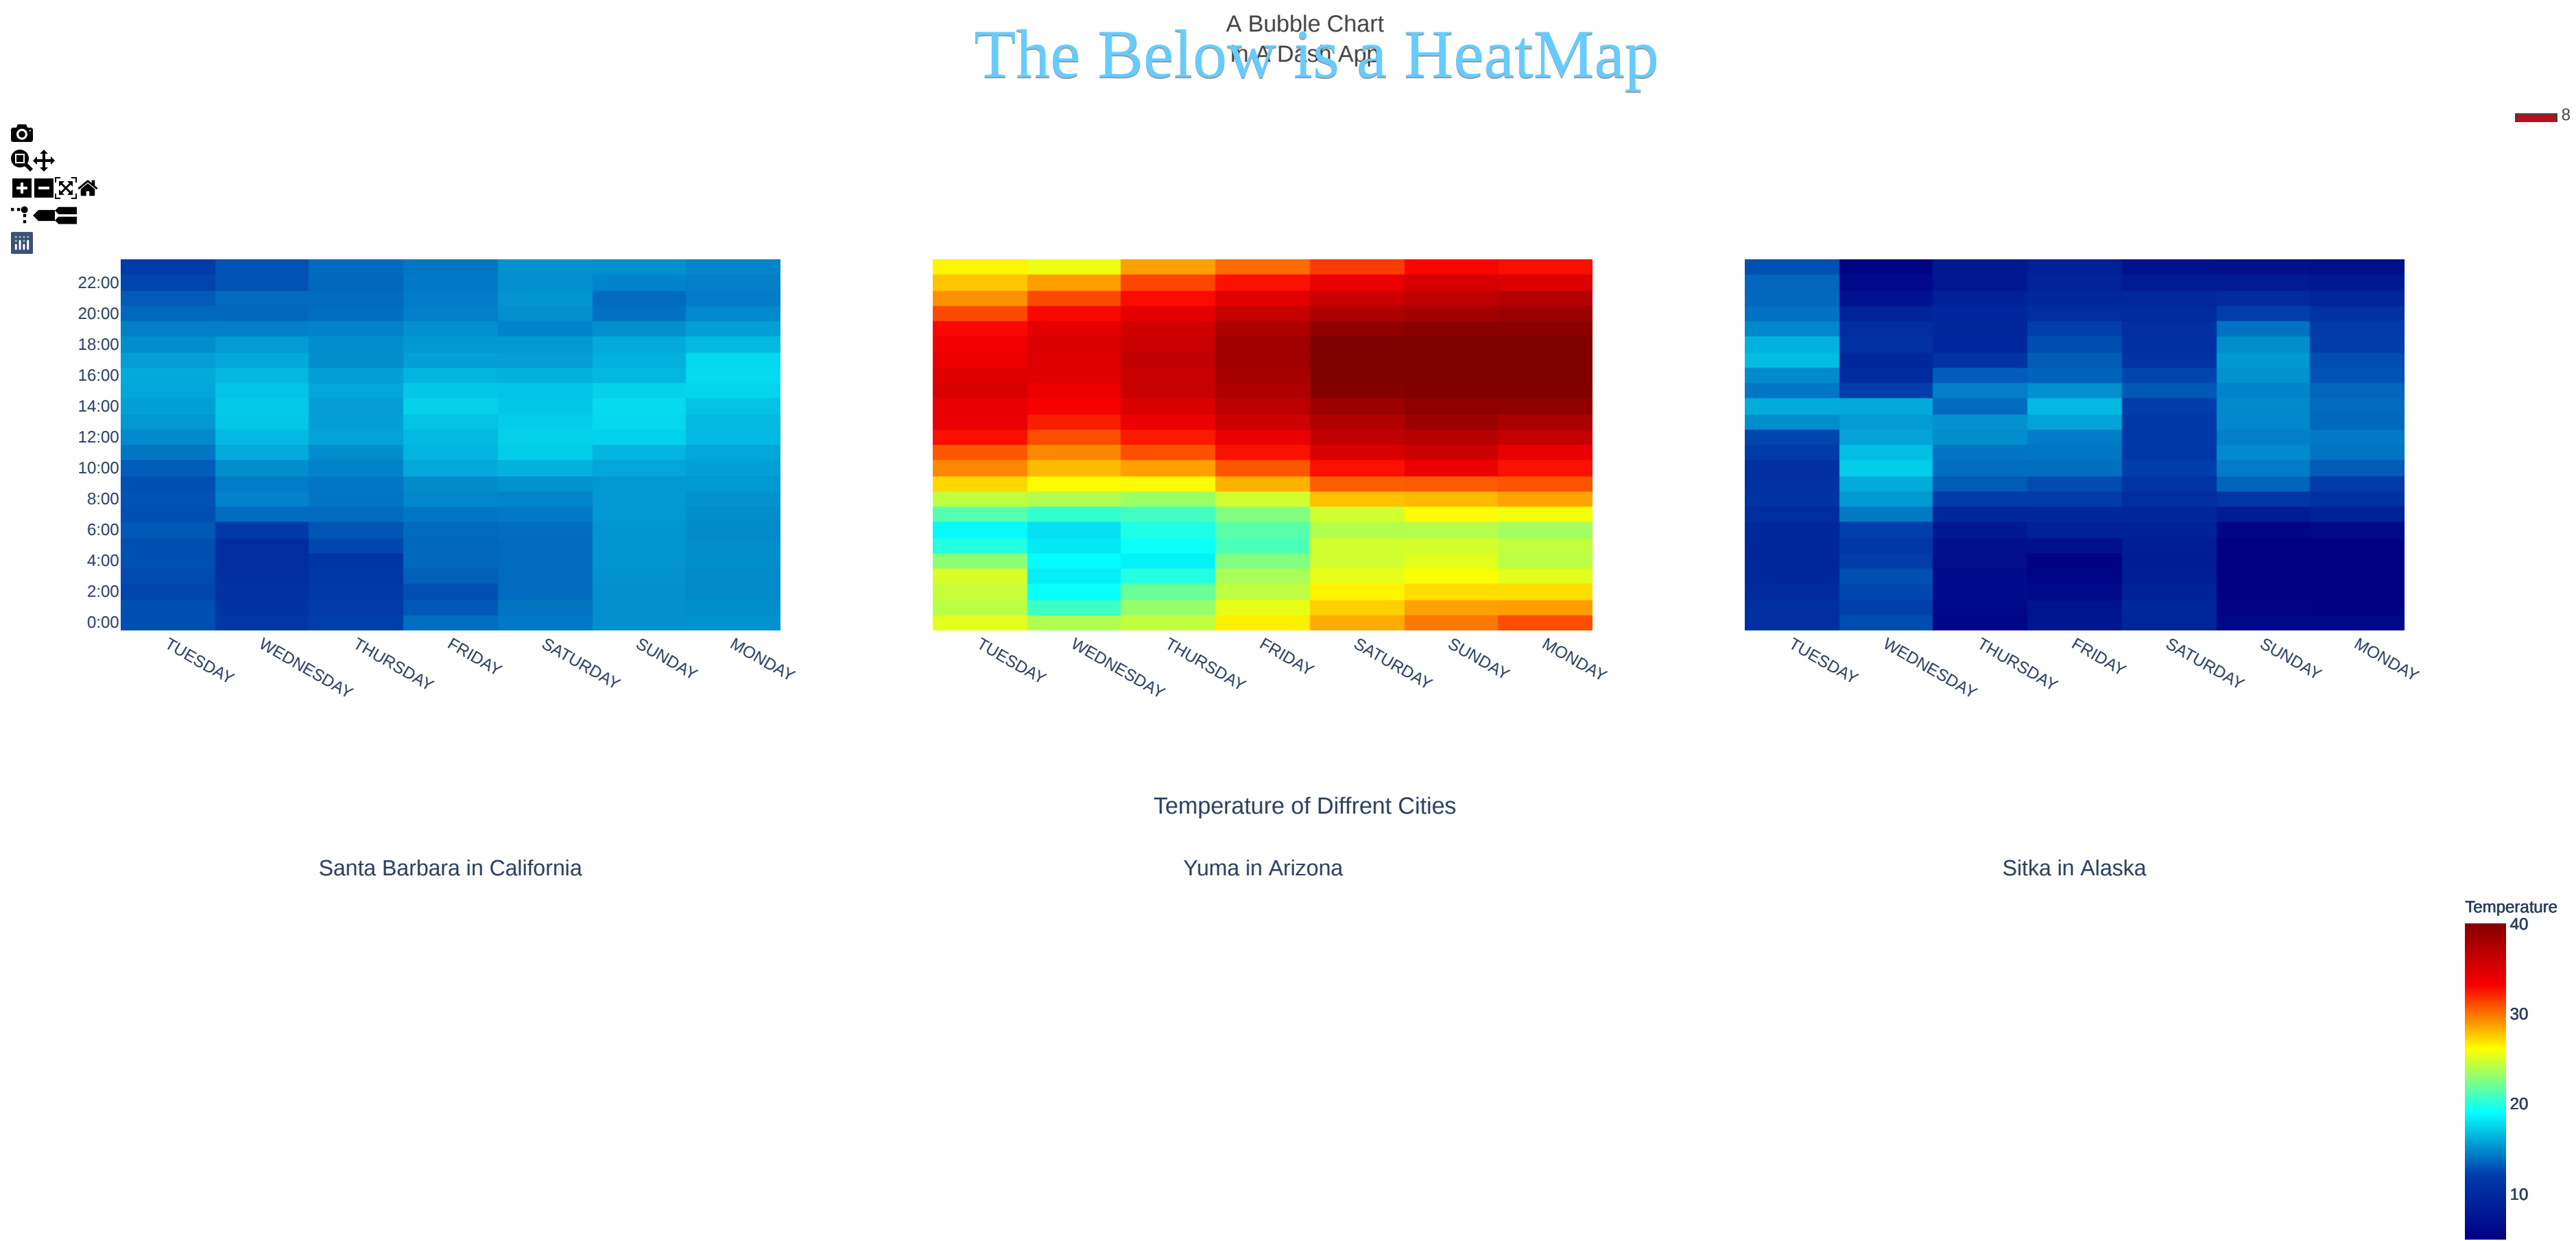 A Bubble Chart
In A Dash App
The Below is a HeatMap
8
22:00
20:00
18:00
16:00
14:00
12:00
10:00
8:00
6:00
4:00
2:00
0:00
TUESDAY WEDNESDAY THURSDAY FRIDAY SATURDAY SUNDAY MONDAY
TUESDAY WEDNESDAY THURSDAY FRIDAY SATURDAY SUNDAY MONDAY
TUESDAY WEDNESDAY THURSDAY FRIDAY SATURDAY SUNDAY MONDAY
Temperature of Diffrent Cities
Santa Barbara in California
Yuma in Arizona
Sitka in Alaska
Temperature
40
30
20
10